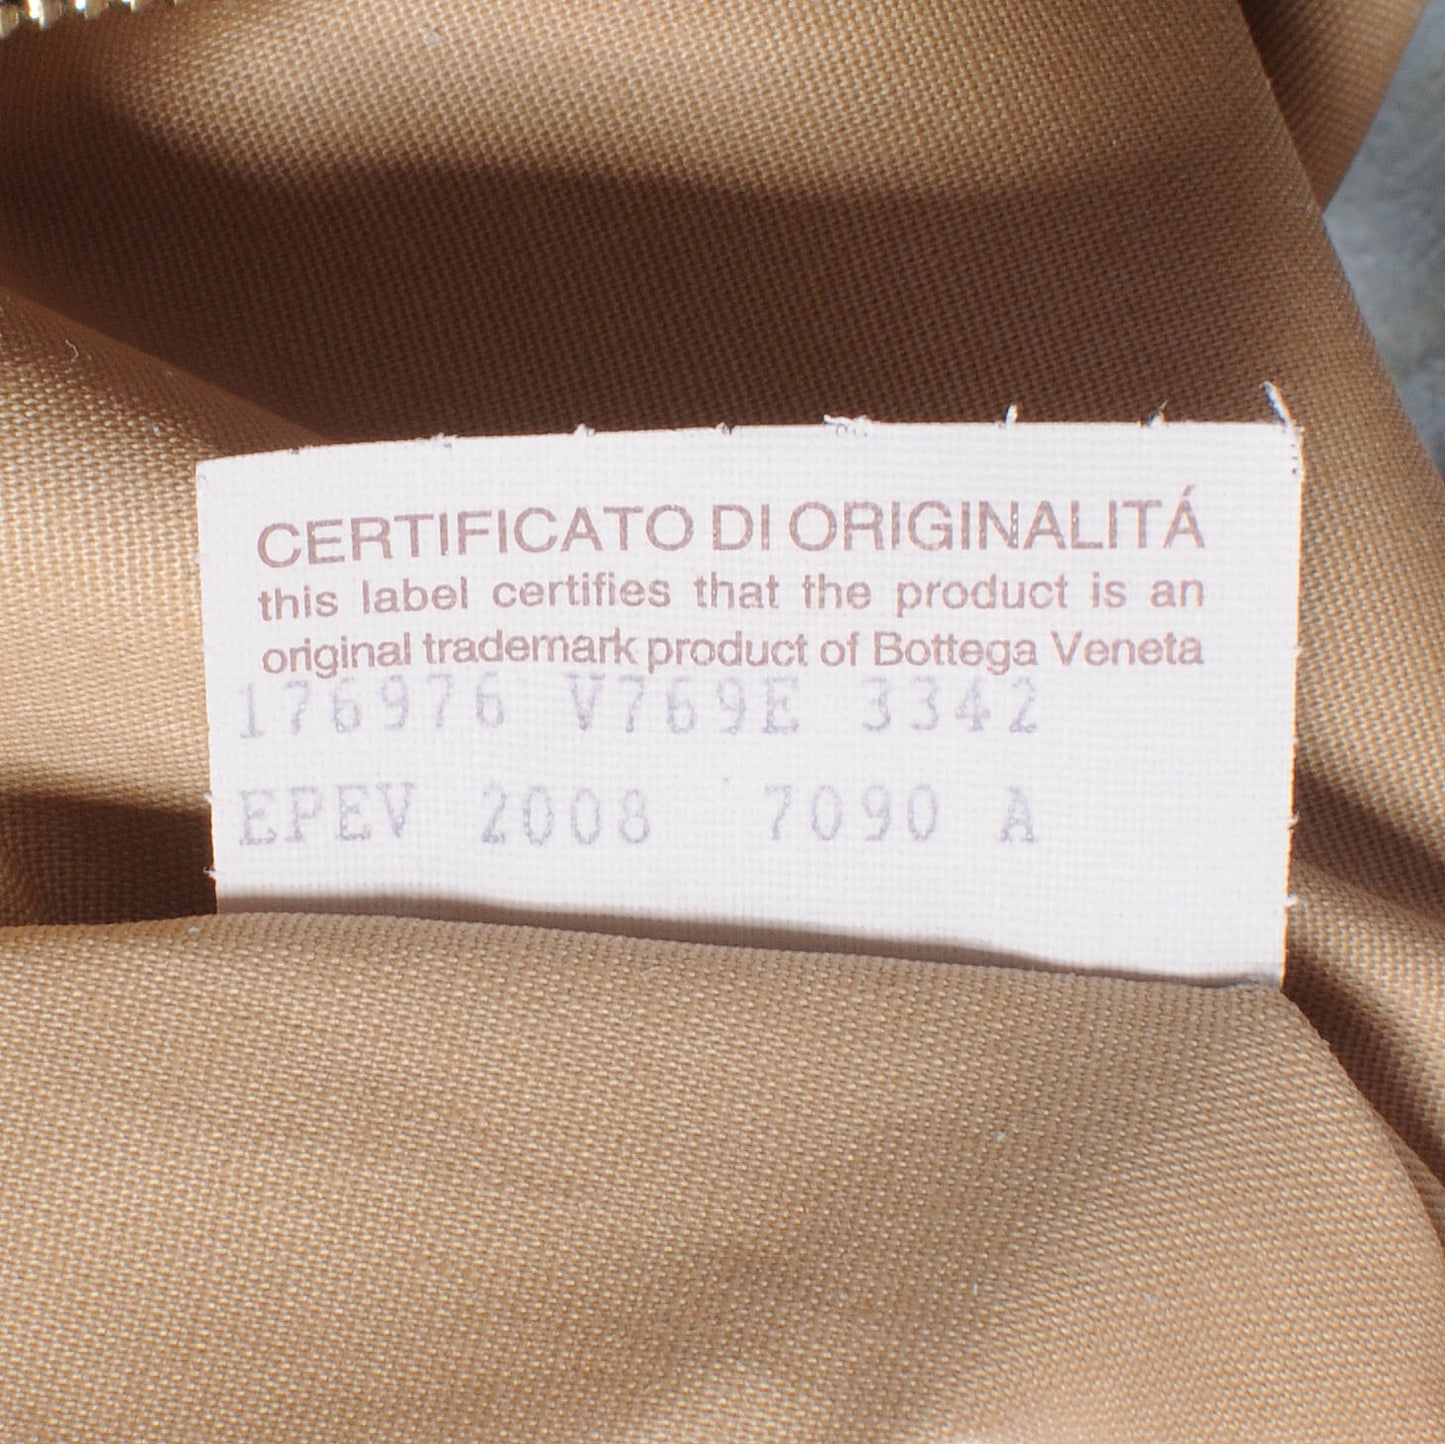 CERTIFICATO DI ORIGINALITÁ
this label certifies that the product is an
original trademark product of Bottega Veneta
176976 V769E 3342
EPEV 2008 7090 A